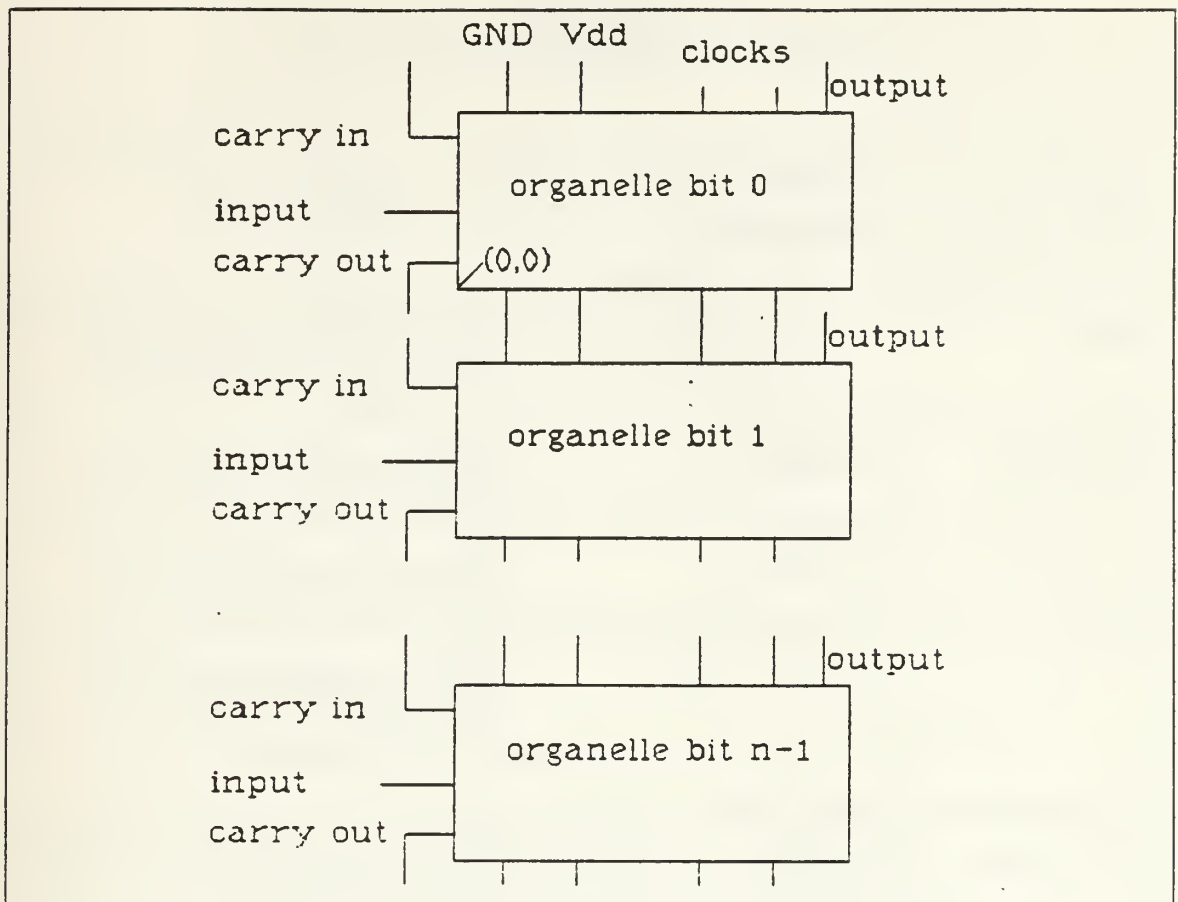 GND Vdd
clocks
output
carry in
organelle bit 0
input
carry out
(0,0)
output
carry in
organelle bit 1
input
carry out
output
carry in
organelle bit n-1
input
carry out